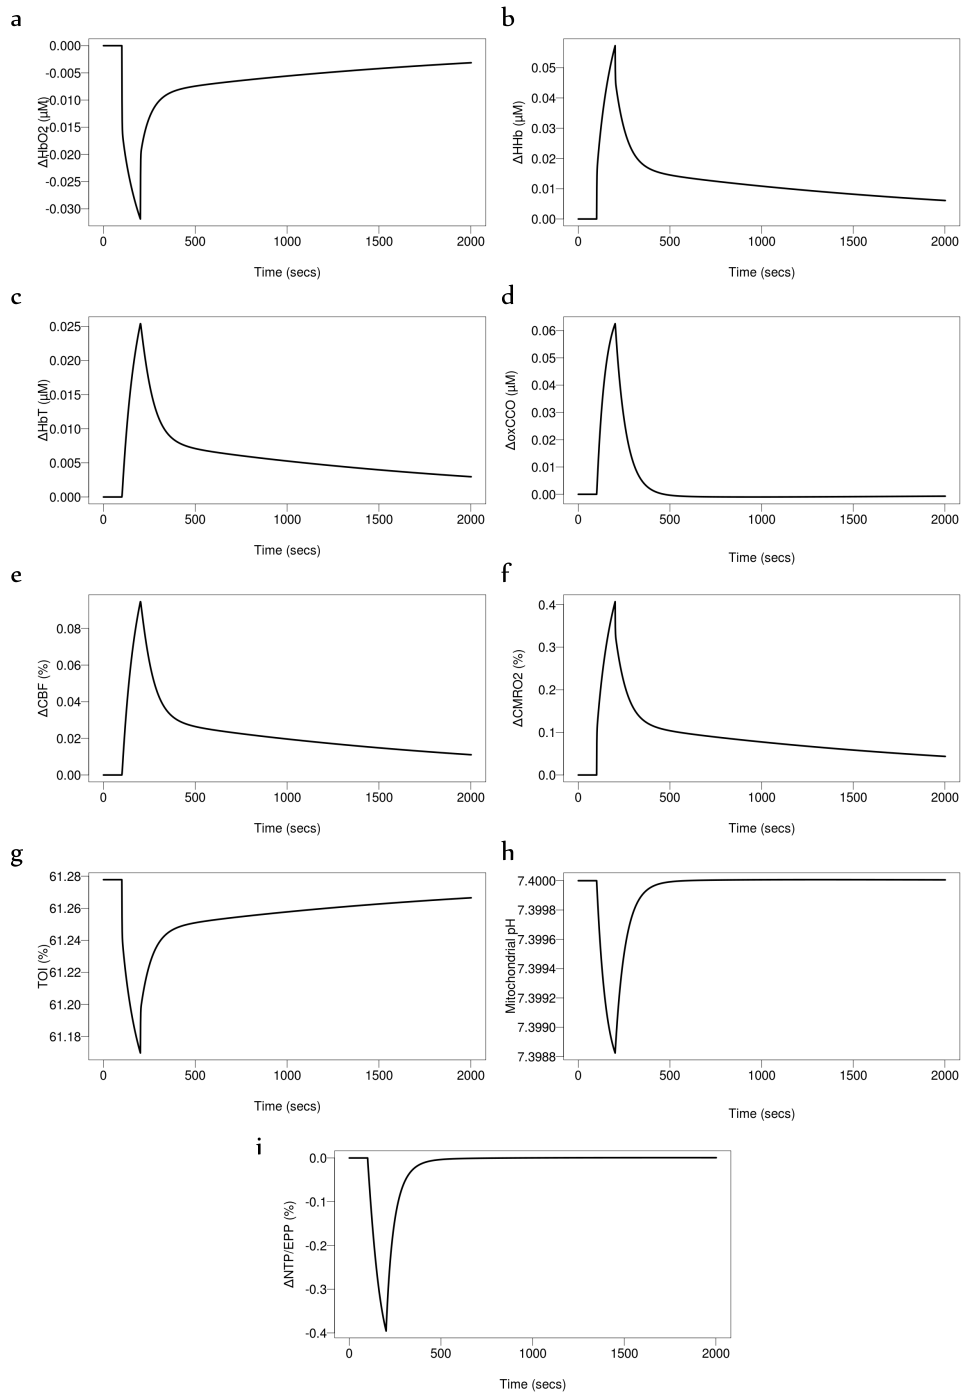 a
b
0.000
-0.005
-0.010
-0.015
-0.020
-0.025
-0.030
ΔHbO2 (µM)
0 500 1000 1500 2000
Time (secs)
0.05
0.04
0.03
0.02
0.01
0.00
ΔHHb (µM)
0 500 1000 1500 2000
Time (secs)
c
d
0.025
0.020
0.015
0.010
0.005
0.000
ΔHbT (µM)
0 500 1000 1500 2000
Time (secs)
0.06
0.05
0.04
0.03
0.02
0.01
0.00
ΔoxCCO (µM)
0 500 1000 1500 2000
Time (secs)
e
f
0.08
0.06
0.04
0.02
0.00
ΔCBF (%)
0 500 1000 1500 2000
Time (secs)
0.4
0.3
0.2
0.1
0.0
ΔCMRO2 (%)
0 500 1000 1500 2000
Time (secs)
g
h
61.28
61.26
61.24
61.22
61.20
61.18
TOI (%)
0 500 1000 1500 2000
Time (secs)
7.4000
7.3998
7.3996
7.3994
7.3992
7.3990
7.3988
Mitochondrial pH
0 500 1000 1500 2000
Time (secs)
i
0.0
-0.1
-0.2
-0.3
-0.4
ΔNTP/EPP (%)
0 500 1000 1500 2000
Time (secs)